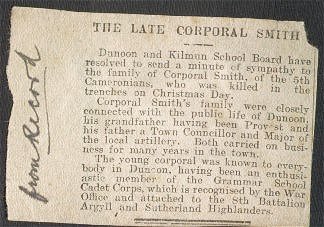 THE LATE CORPORAL SMITH
Dunoon and Kilmun School Board have
resolved to send a minute of sympathy to
the family of Corporal Smith, of the 5th
Cameronians, who was killed in the
trenches on Christmas Day.
Corporal Smith's family were closely
connected with the public life of Dunoon,
his grandfather having been Provost and
his father a Town Councillor and Major of
the local artillery. Both carried on busi-
ness for many years in the town.
The young corporal was known to every-
body in Dunoon, having been an enthusi-
astic member of the Grammar School
Cadet Corps, which is recognised by the War
Office and attached to the 8th Battalion
Argyll and Sutherland Highlanders.
from Record